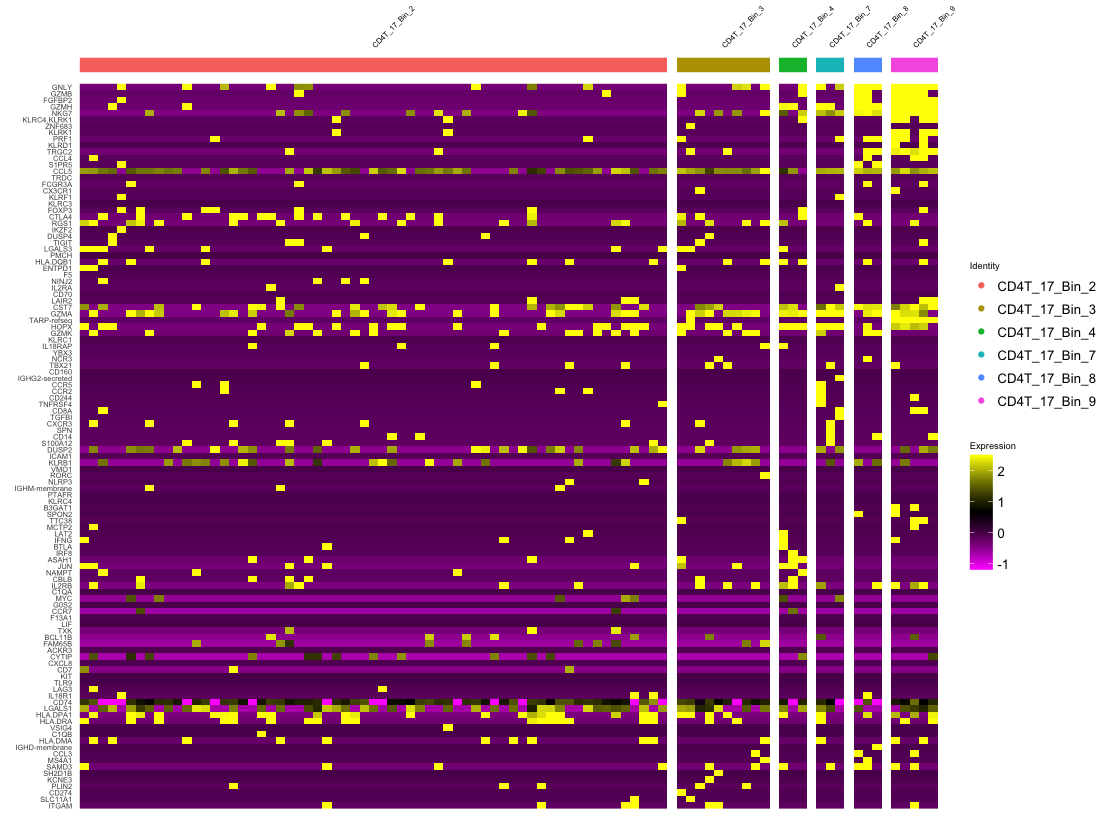 CD4T_17_Bin_2
CD4T_17_Bin_3
CD4T_17_Bin_4
CD4T_17_Bin_7
CD4T_17_Bin_8
CD4T_17_Bin_9
GNLY
GZMB
FGFBP2
GZMH
NKG7
KLRC4.KLRK1
ZNF683
KLRK1
PRF1
KLRD1
TRGC2
CCL4
S1PR5
CCL5
TRDC
FCGR3A
CX3CR1
KLRF1
KLRC3
FOXP3
CTLA4
RGS1
IKZF2
DUSP4
TIGIT
LGALS3
PMCH
HLA.DQB1
ENTPD1
F5
NINJ2
IL2RA
CD70
LAIR2
CST7
GZMA
TARP-refseq
HOPX
GZMK
KLRC1
IL18RAP
YBX3
NCR3
TBX21
CD160
IGHG2-secreted
CCR5
CCR2
CD244
TNFRSF4
CD8A
TGFBI
CXCR3
SPN
CD14
S100A12
DUSP2
ICAM1
KLRB1
VMO1
RORC
NLRP3
IGHM-membrane
PTAFR
KLRC4
B3GAT1
SPON2
TTC38
MCTP2
LAT2
IFNG
BTLA
IRF8
ASAH1
JUN
NAMPT
CBLB
IL2RB
C1QA
MYC
G0S2
CCR7
F13A1
LIF
TXK
BCL11B
FAM65B
ACKR3
CYTIP
CXCL8
CD7
KIT
TLR9
LAG3
IL18R1
CD74
LGALS1
HLA.DPA1
HLA.DRA
VSIG4
C1QB
HLA.DMA
IGHD-membrane
CCL3
MS4A1
SAMD3
SH2D1B
KCNE3
PLIN2
CD274
SLC11A1
ITGAM
Identity
CD4T_17_Bin_2
CD4T_17_Bin_3
CD4T_17_Bin_4
CD4T_17_Bin_7
CD4T_17_Bin_8
CD4T_17_Bin_9
Expression
2
1
0
-1